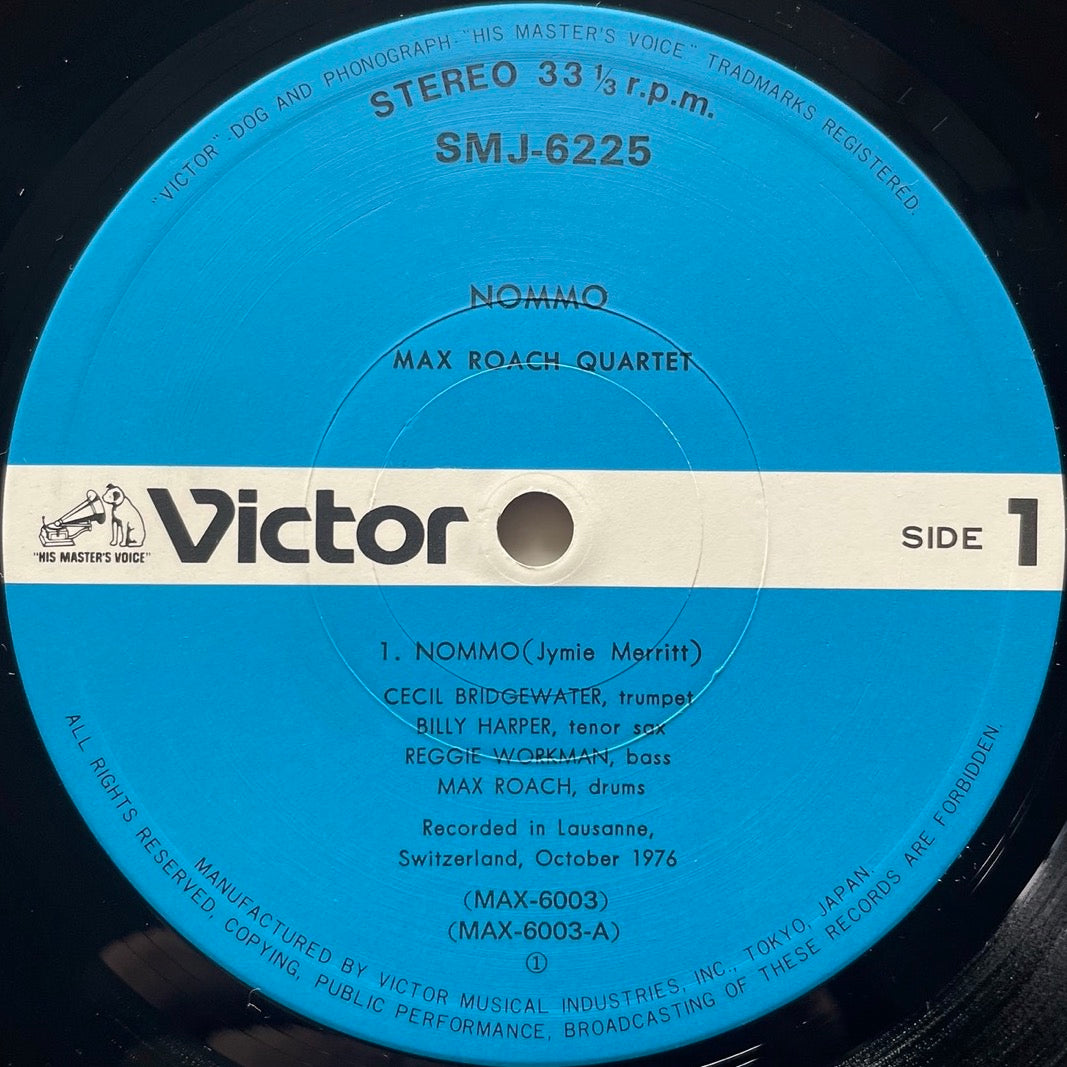 "VICTOR"-DOG AND PHONOGRAPH-"HIS MASTER'S VOICE" TRADMARKS REGISTERED.
STEREO 33 1/3 r.p.m.
SMJ-6225
NOMMO
MAX ROACH QUARTET
"HIS MASTER'S VOICE"
Victor
SIDE 1
1. NOMMO(Jymie Merritt)
CECIL BRIDGEWATER, trumpet
BILLY HARPER, tenor sax
REGGIE WORKMAN, bass
MAX ROACH, drums
Recorded in Lausanne,
Switzerland, October 1976
(MAX-6003)
(MAX-6003-A)
①
MANUFACTURED BY VICTOR MUSICAL INDUSTRIES, INC., TOKYO, JAPAN.
ALL RIGHTS RESERVED, COPYING, PUBLIC PERFORMANCE, BROADCASTING OF THESE RECORDS ARE FORBIDDEN.